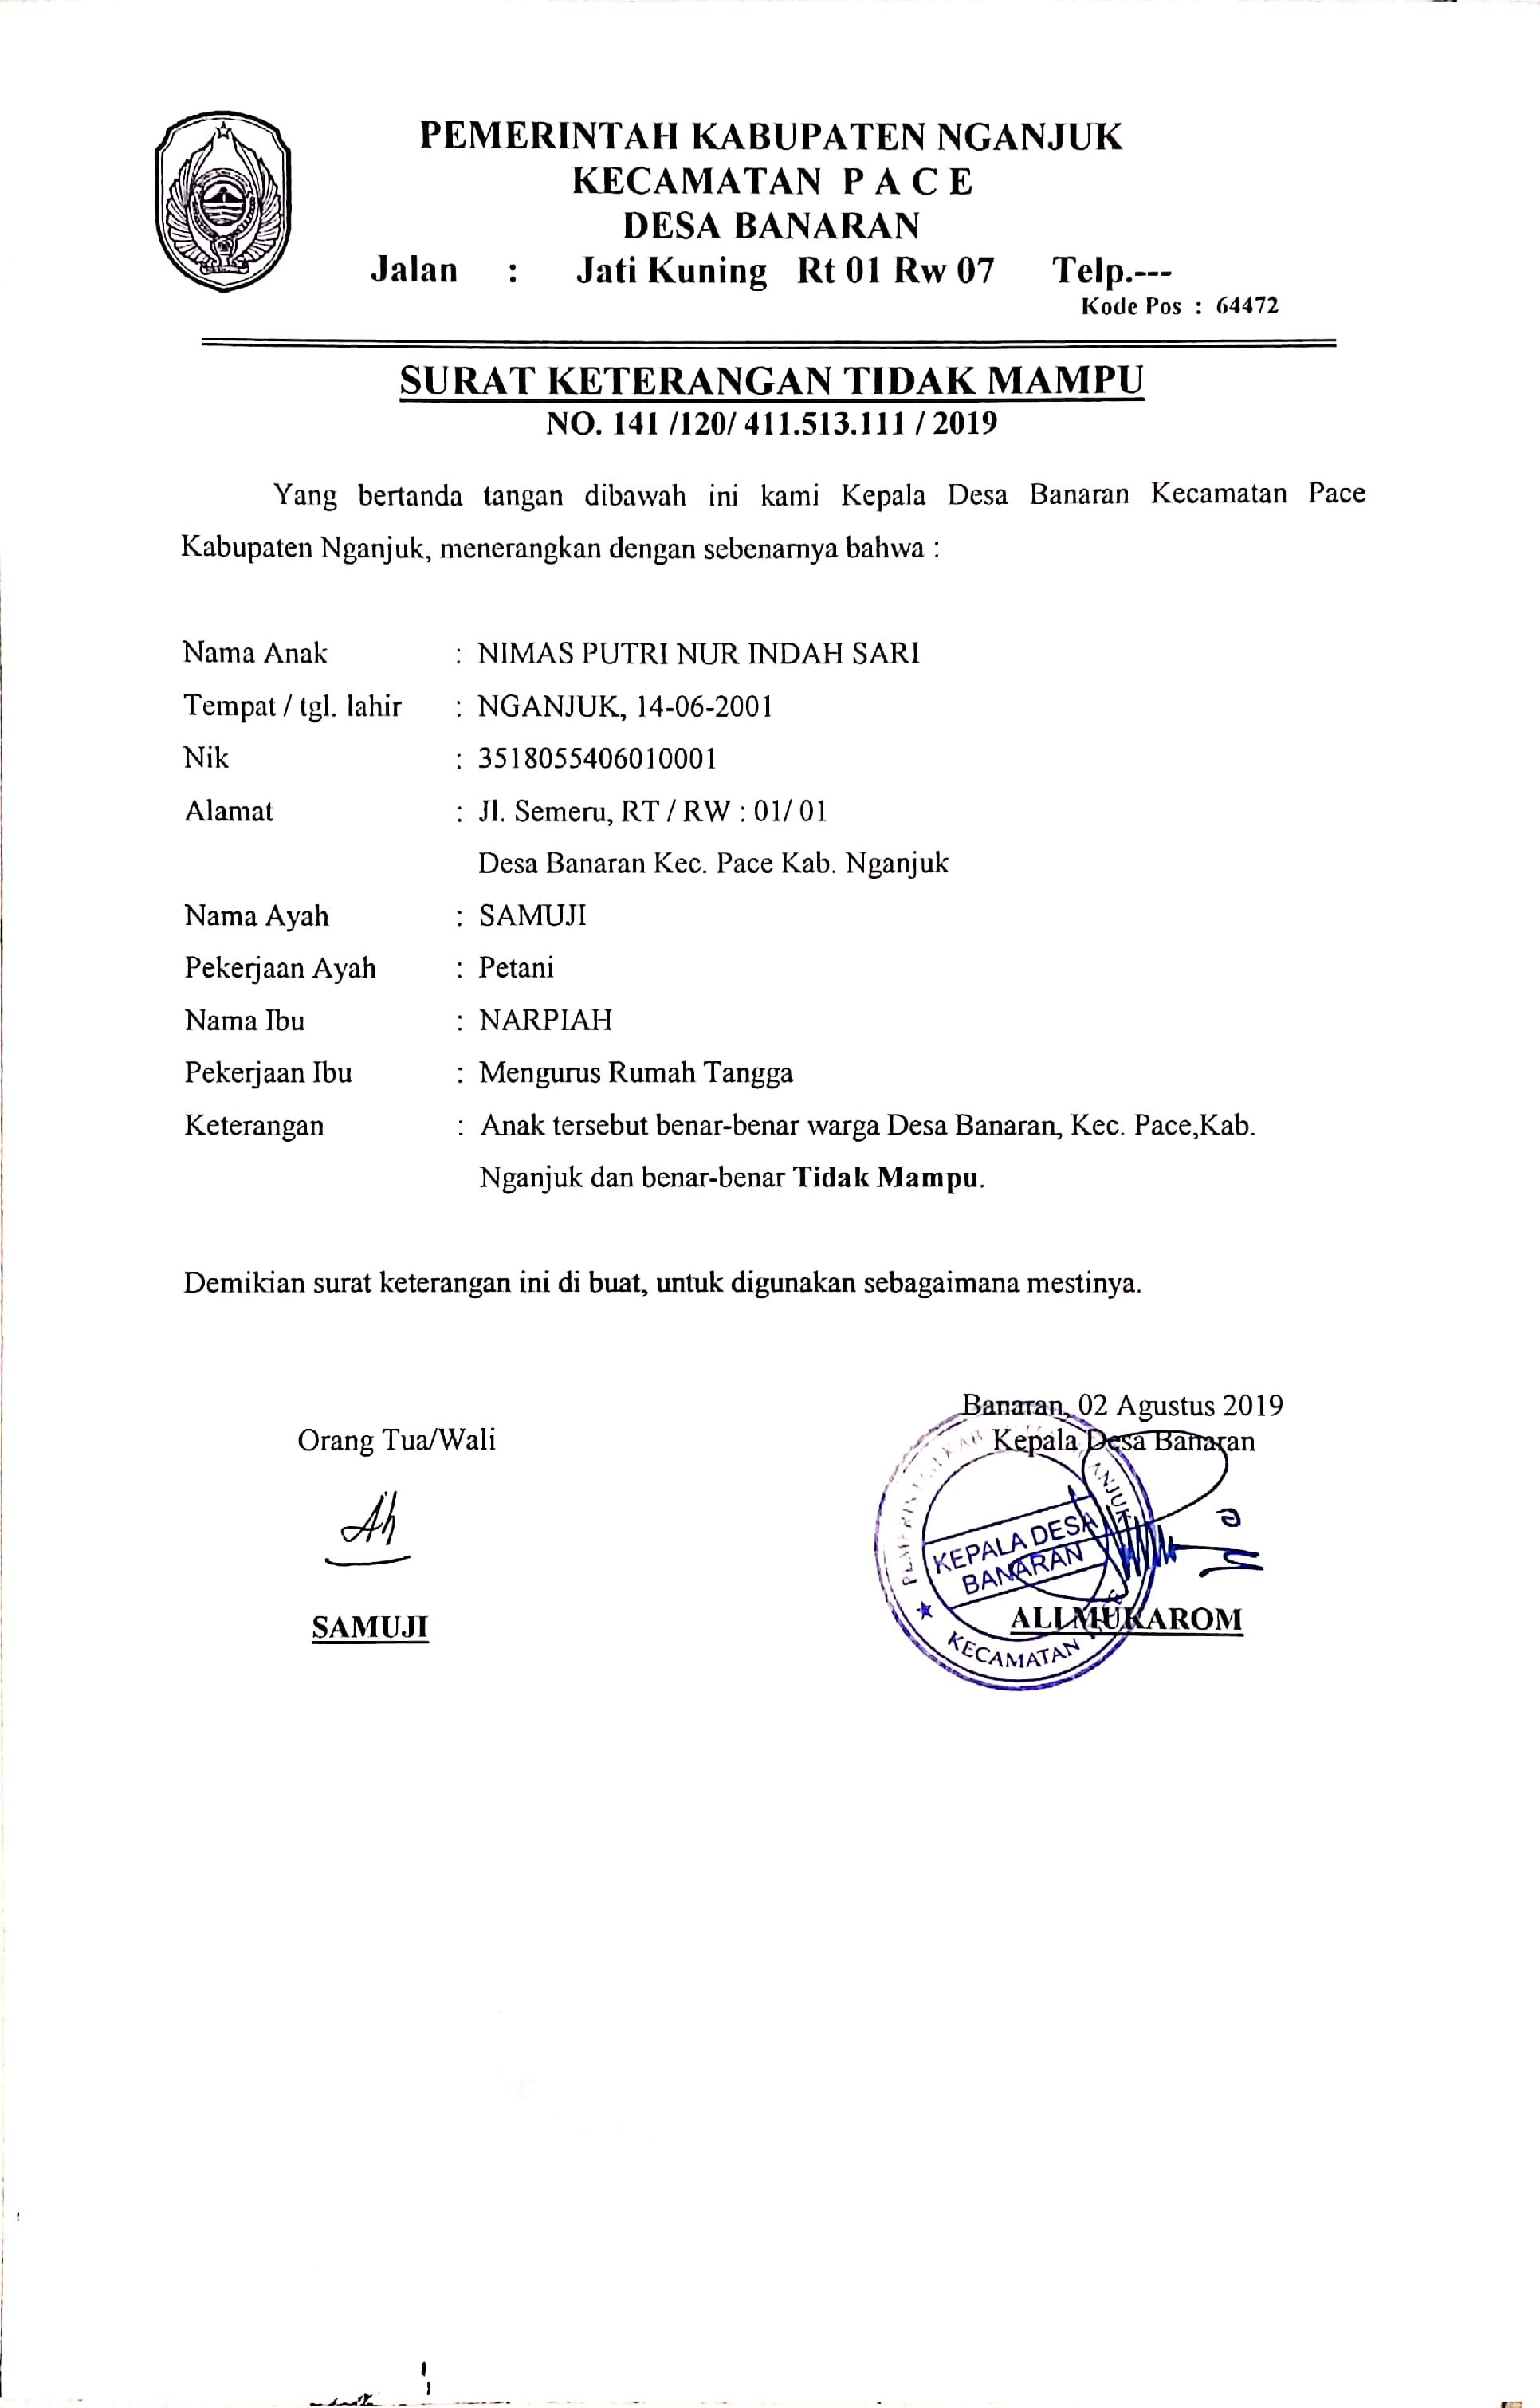 PEMERINTAH KABUPATEN NGANJUK
KECAMATAN P A C E
DESA BANARAN
Jalan : Jati Kuning Rt 01 Rw 07 Telp.---
Kode Pos : 64472
SURAT KETERANGAN TIDAK MAMPU
NO. 141 /120/ 411.513.111 / 2019
Yang bertanda tangan dibawah ini kami Kepala Desa Banaran Kecamatan Pace
Kabupaten Nganjuk, menerangkan dengan sebenarnya bahwa :
Nama Anak : NIMAS PUTRI NUR INDAH SARI
Tempat / tgl. lahir : NGANJUK, 14-06-2001
Nik : 3518055406010001
Alamat : Jl. Semeru, RT / RW : 01/ 01
Desa Banaran Kec. Pace Kab. Nganjuk
Nama Ayah : SAMUJI
Pekerjaan Ayah : Petani
Nama Ibu : NARPIAH
Pekerjaan Ibu : Mengurus Rumah Tangga
Keterangan : Anak tersebut benar-benar warga Desa Banaran, Kec. Pace,Kab.
Nganjuk dan benar-benar Tidak Mampu.
Demikian surat keterangan ini di buat, untuk digunakan sebagaimana mestinya.
Banaran, 02 Agustus 2019
Orang Tua/Wali
Kepala Desa Banaran
KEPALA DESA
BANARAN
KECAMATAN
SAMUJI
ALI MUKAROM